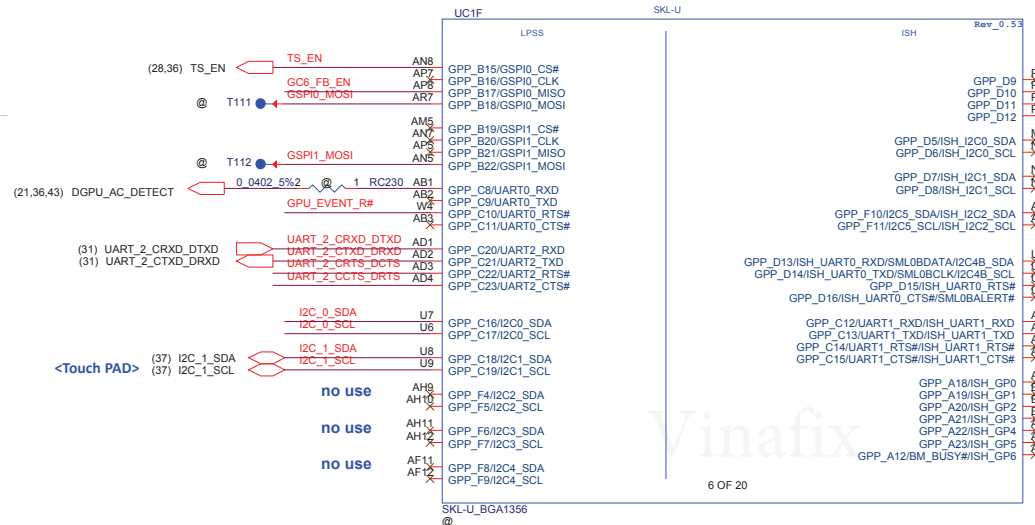 UC1F
SKL-U
Rev_0.53
LPSS
ISH
(28,36) TS_EN
TS_EN
AN8
GPP_B15/GSPI0_CS#
AP7
GPP_B16/GSPI0_CLK
GC6_FB_EN
AP8
GPP_B17/GSPI0_MISO
@ T111
GSPI0_MOSI
AR7
GPP_B18/GSPI0_MOSI
AM5
GPP_B19/GSPI1_CS#
AN7
GPP_B20/GSPI1_CLK
AP5
GPP_B21/GSPI1_MISO
@ T112
GSPI1_MOSI
AN5
GPP_B22/GSPI1_MOSI
(21,36,43) DGPU_AC_DETECT
0_0402_5%2 @ 1 RC230
AB1
GPP_C8/UART0_RXD
AB2
GPP_C9/UART0_TXD
GPU_EVENT_R#
W4
GPP_C10/UART0_RTS#
AB3
GPP_C11/UART0_CTS#
(31) UART_2_CRXD_DTXD
UART_2_CRXD_DTXD
AD1
GPP_C20/UART2_RXD
(31) UART_2_CTXD_DRXD
UART_2_CTXD_DRXD
AD2
GPP_C21/UART2_TXD
UART_2_CRTS_DCTS
AD3
GPP_C22/UART2_RTS#
UART_2_CCTS_DRTS
AD4
GPP_C23/UART2_CTS#
I2C_0_SDA
U7
GPP_C16/I2C0_SDA
I2C_0_SCL
U6
GPP_C17/I2C0_SCL
<Touch PAD>
(37) I2C_1_SDA
I2C_1_SDA
U8
GPP_C18/I2C1_SDA
(37) I2C_1_SCL
I2C_1_SCL
U9
GPP_C19/I2C1_SCL
no use
AH9
GPP_F4/I2C2_SDA
AH10
GPP_F5/I2C2_SCL
no use
AH11
GPP_F6/I2C3_SDA
AH12
GPP_F7/I2C3_SCL
no use
AF11
GPP_F8/I2C4_SDA
AF12
GPP_F9/I2C4_SCL
GPP_D9
GPP_D10
GPP_D11
GPP_D12
GPP_D5/ISH_I2C0_SDA
GPP_D6/ISH_I2C0_SCL
GPP_D7/ISH_I2C1_SDA
GPP_D8/ISH_I2C1_SCL
GPP_F10/I2C5_SDA/ISH_I2C2_SDA
GPP_F11/I2C5_SCL/ISH_I2C2_SCL
GPP_D13/ISH_UART0_RXD/SML0BDATA/I2C4B_SDA
GPP_D14/ISH_UART0_TXD/SML0BCLK/I2C4B_SCL
GPP_D15/ISH_UART0_RTS#
GPP_D16/ISH_UART0_CTS#/SML0BALERT#
GPP_C12/UART1_RXD/ISH_UART1_RXD
GPP_C13/UART1_TXD/ISH_UART1_TXD
GPP_C14/UART1_RTS#/ISH_UART1_RTS#
GPP_C15/UART1_CTS#/ISH_UART1_CTS#
GPP_A18/ISH_GP0
GPP_A19/ISH_GP1
GPP_A20/ISH_GP2
GPP_A21/ISH_GP3
GPP_A22/ISH_GP4
GPP_A23/ISH_GP5
GPP_A12/BM_BUSY#/ISH_GP6
Vinafix
6 OF 20
SKL-U_BGA1356
@